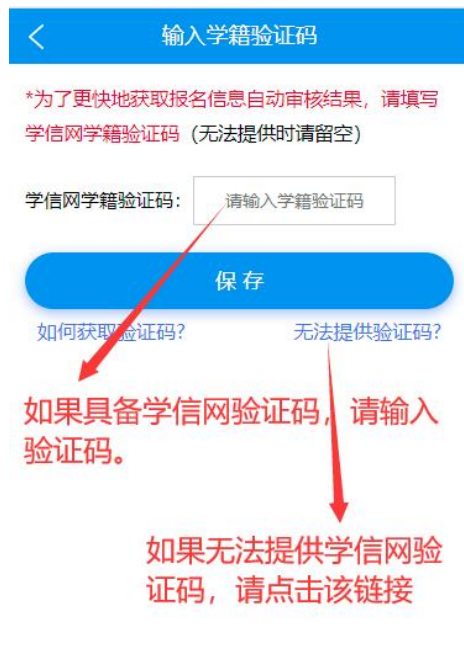 输入学籍验证码
*为了更快地获取报名信息自动审核结果，请填写
学信网学籍验证码（无法提供时请留空）
学信网学籍验证码：  请输入学籍验证码
保存
如何获取验证码?  无法提供验证码?
如果具备学信网验证码，请输入
验证码。
如果无法提供学信网验
证码，请点击该链接